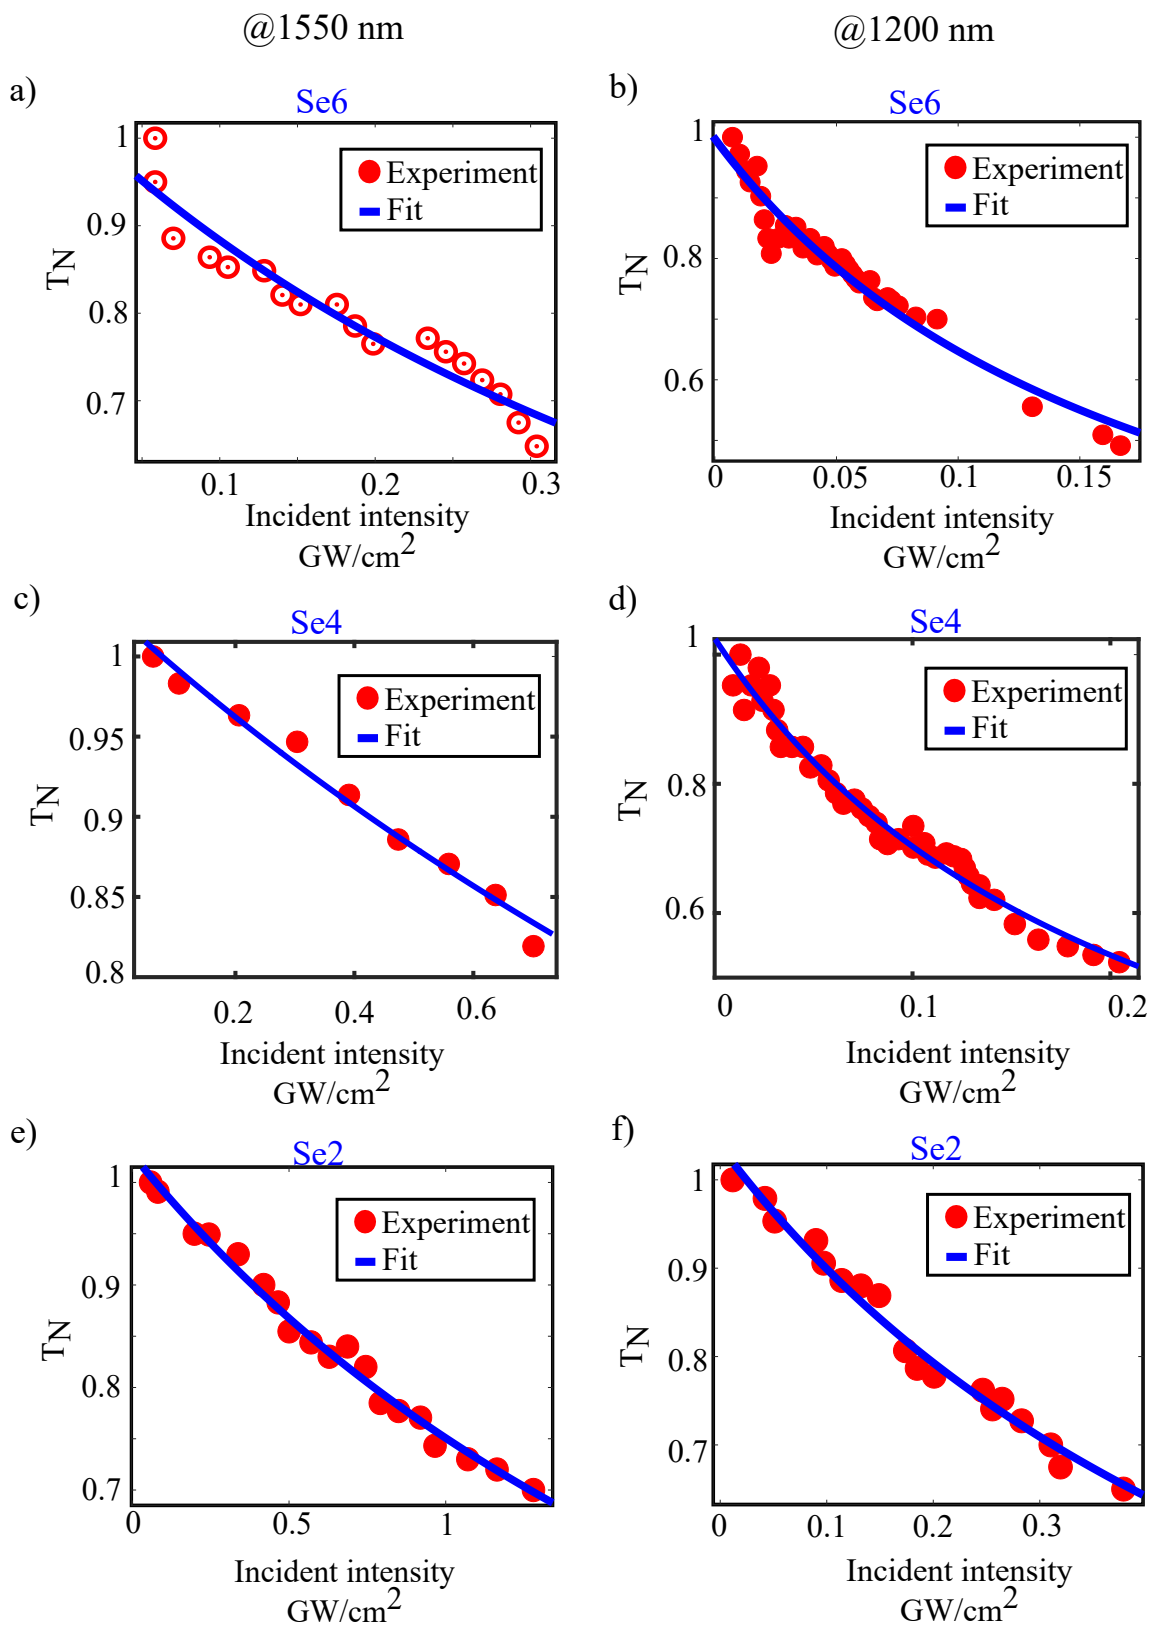 @1550 nm
@1200 nm
a)
Se6
1
0.9
0.8
0.7
T_N
Experiment
Fit
0.1
0.2
0.3
Incident intensity
GW/cm²
b)
Se6
1
0.8
0.6
T_N
Experiment
Fit
0
0.05
0.1
0.15
Incident intensity
GW/cm²
c)
Se4
1
0.95
0.9
0.85
0.8
T_N
Experiment
Fit
0.2
0.4
0.6
Incident intensity
GW/cm²
d)
Se4
1
0.8
0.6
T_N
Experiment
Fit
0
0.1
0.2
Incident intensity
GW/cm²
e)
Se2
1
0.9
0.8
0.7
T_N
Experiment
Fit
0
0.5
1
Incident intensity
GW/cm²
f)
Se2
1
0.9
0.8
0.7
T_N
Experiment
Fit
0
0.1
0.2
0.3
Incident intensity
GW/cm²